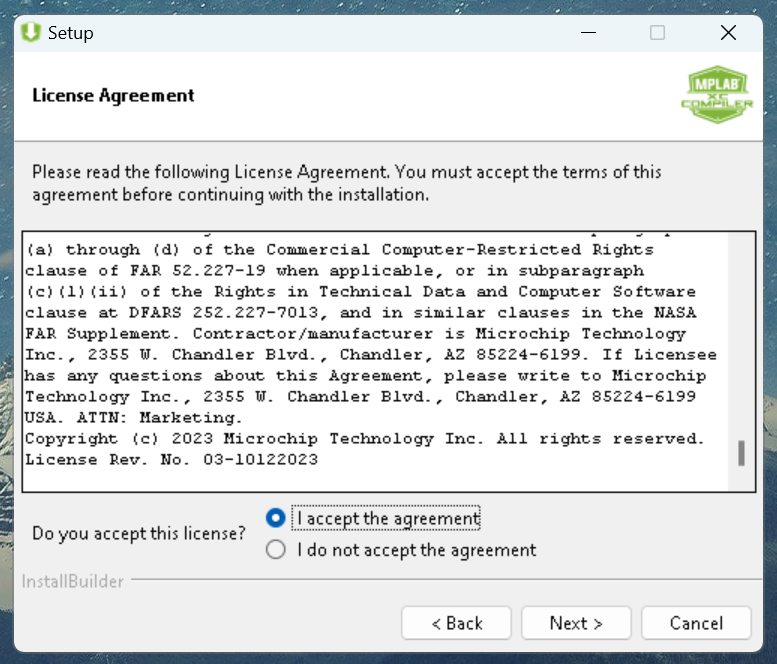 Setup
License Agreement
MPLAB
XC
COMPILER
Please read the following License Agreement. You must accept the terms of this
agreement before continuing with the installation.
(a) through (d) of the Commercial Computer-Restricted Rights
clause of FAR 52.227-19 when applicable, or in subparagraph
(c)(1)(ii) of the Rights in Technical Data and Computer Software
clause at DFARS 252.227-7013, and in similar clauses in the NASA
FAR Supplement. Contractor/manufacturer is Microchip Technology
Inc., 2355 W. Chandler Blvd., Chandler, AZ 85224-6199. If Licensee
has any questions about this Agreement, please write to Microchip
Technology Inc., 2355 W. Chandler Blvd., Chandler, AZ 85224-6199
USA. ATTN: Marketing.
Copyright (c) 2023 Microchip Technology Inc. All rights reserved.
License Rev. No. 03-10122023
Do you accept this license?
I accept the agreement
I do not accept the agreement
InstallBuilder
< Back
Next >
Cancel